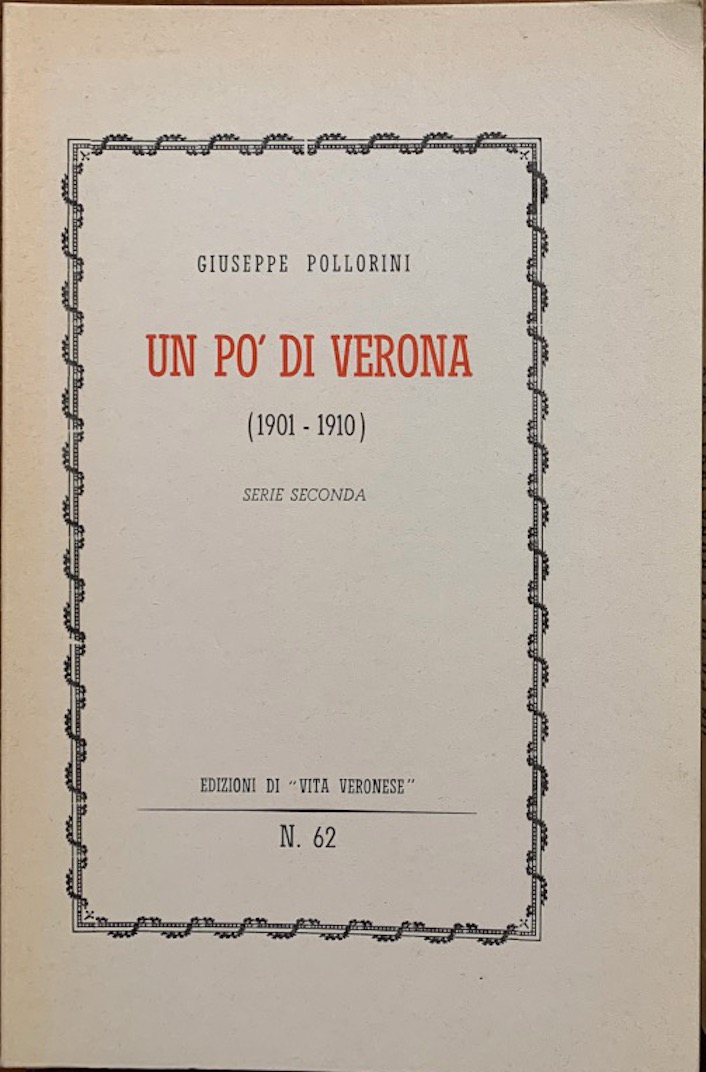 GIUSEPPE POLLORINI
UN PO' DI VERONA
(1901 - 1910)
SERIE SECONDA
EDIZIONI DI "VITA VERONESE"
N. 62